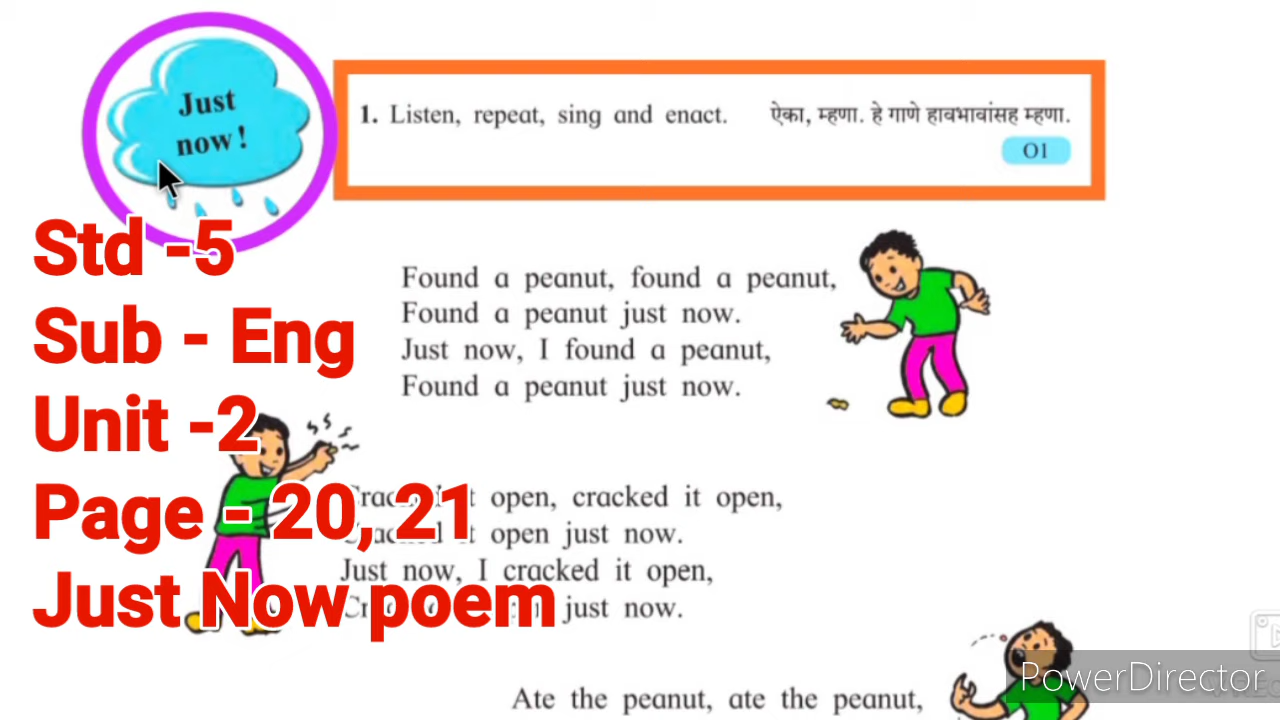 Just
now!
1. Listen, repeat, sing and enact. ऐका, म्हणा. हे गाणे हावभावांसह म्हणा.
O1
Std -5
Sub - Eng
Unit -2
Page - 20, 21
Just Now poem
Found a peanut, found a peanut,
Found a peanut just now.
Just now, I found a peanut,
Found a peanut just now.
open, cracked it open,
open just now.
Just now, I cracked it open,
just now.
Ate the peanut, ate the peanut,
PowerDirector